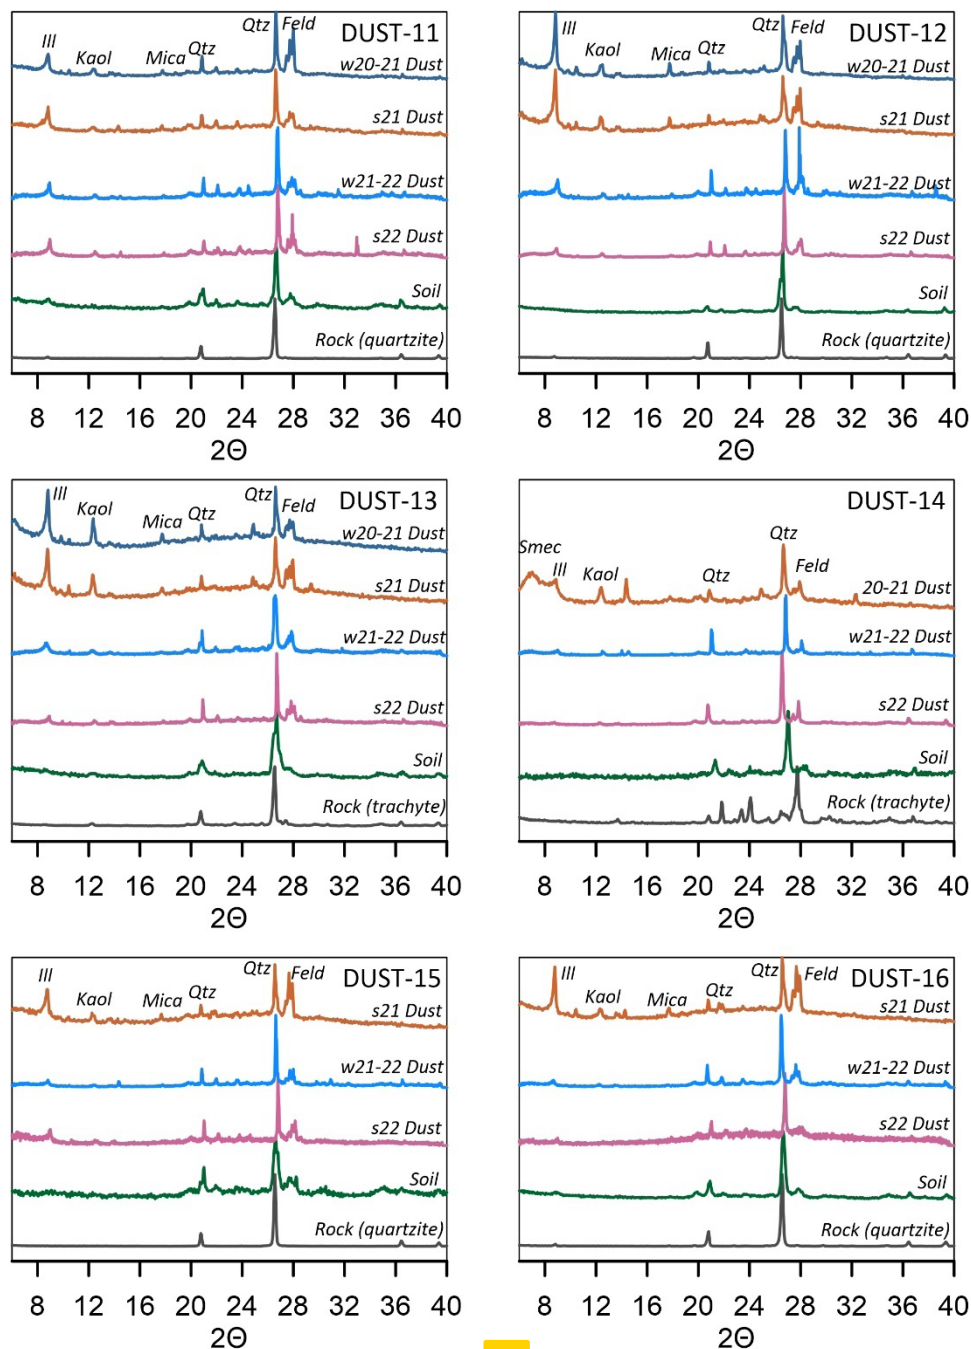 DUST-11
Ill
Kaol
Mica
Qtz
Qtz
Feld
w20-21 Dust
s21 Dust
w21-22 Dust
s22 Dust
Soil
Rock (quartzite)
8 12 16 20 24 28 32 36 40
2Θ
DUST-12
Ill
Kaol
Mica
Qtz
Qtz
Feld
w20-21 Dust
s21 Dust
w21-22 Dust
s22 Dust
Soil
Rock (quartzite)
8 12 16 20 24 28 32 36 40
2Θ
DUST-13
Ill
Kaol
Mica
Qtz
Qtz
Feld
w20-21 Dust
s21 Dust
w21-22 Dust
s22 Dust
Soil
Rock (trachyte)
8 12 16 20 24 28 32 36 40
2Θ
DUST-14
Smec
Ill
Kaol
Qtz
Qtz
Feld
20-21 Dust
w21-22 Dust
s22 Dust
Soil
Rock (trachyte)
8 12 16 20 24 28 32 36 40
2Θ
DUST-15
Ill
Kaol
Mica
Qtz
Qtz
Feld
s21 Dust
w21-22 Dust
s22 Dust
Soil
Rock (quartzite)
8 12 16 20 24 28 32 36 40
2Θ
DUST-16
Ill
Kaol
Mica
Qtz
Qtz
Feld
s21 Dust
w21-22 Dust
s22 Dust
Soil
Rock (quartzite)
8 12 16 20 24 28 32 36 40
2Θ